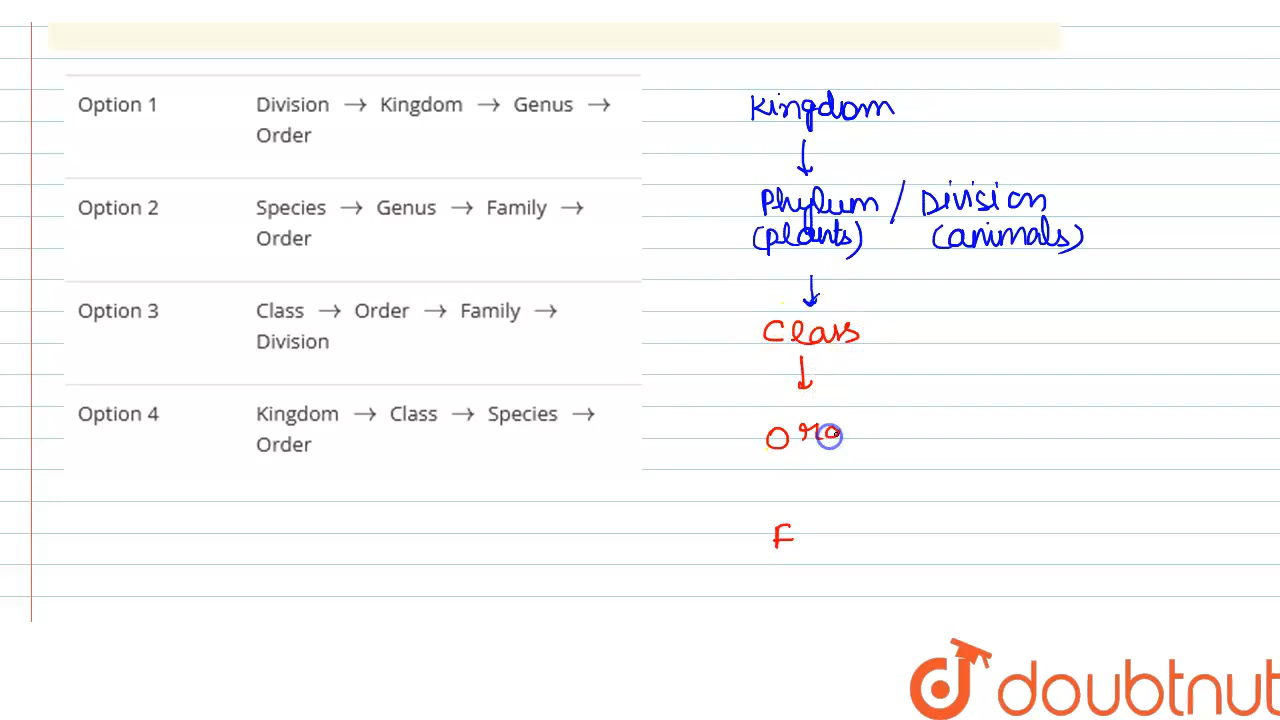 Option 1 Division → Kingdom → Genus →
Order
Option 2 Species → Genus → Family →
Order
Option 3 Class → Order → Family →
Division
Option 4 Kingdom → Class → Species →
Order
Kingdom
↓
Phylum / Division
(plants) (animals)
↓
Class
↓
F
doubtnut